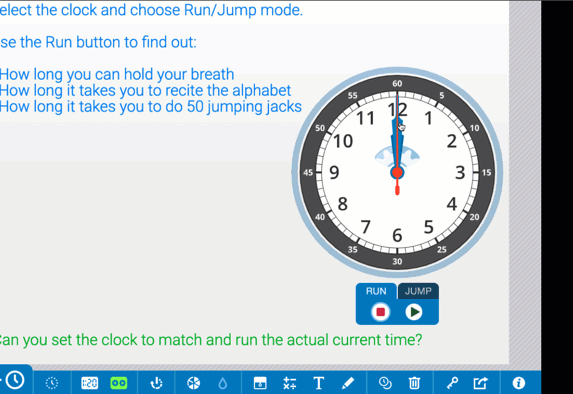 elect the clock and choose Run/Jump mode.
se the Run button to find out:
How long you can hold your breath
How long it takes you to recite the alphabet
How long it takes you to do 50 jumping jacks
60
55 5
12
11 1
50 10
10 2
45 9 3 15
8 4
40 20
7 5
6
35 25
30
RUN JUMP
Can you set the clock to match and run the actual current time?
1:20 T i